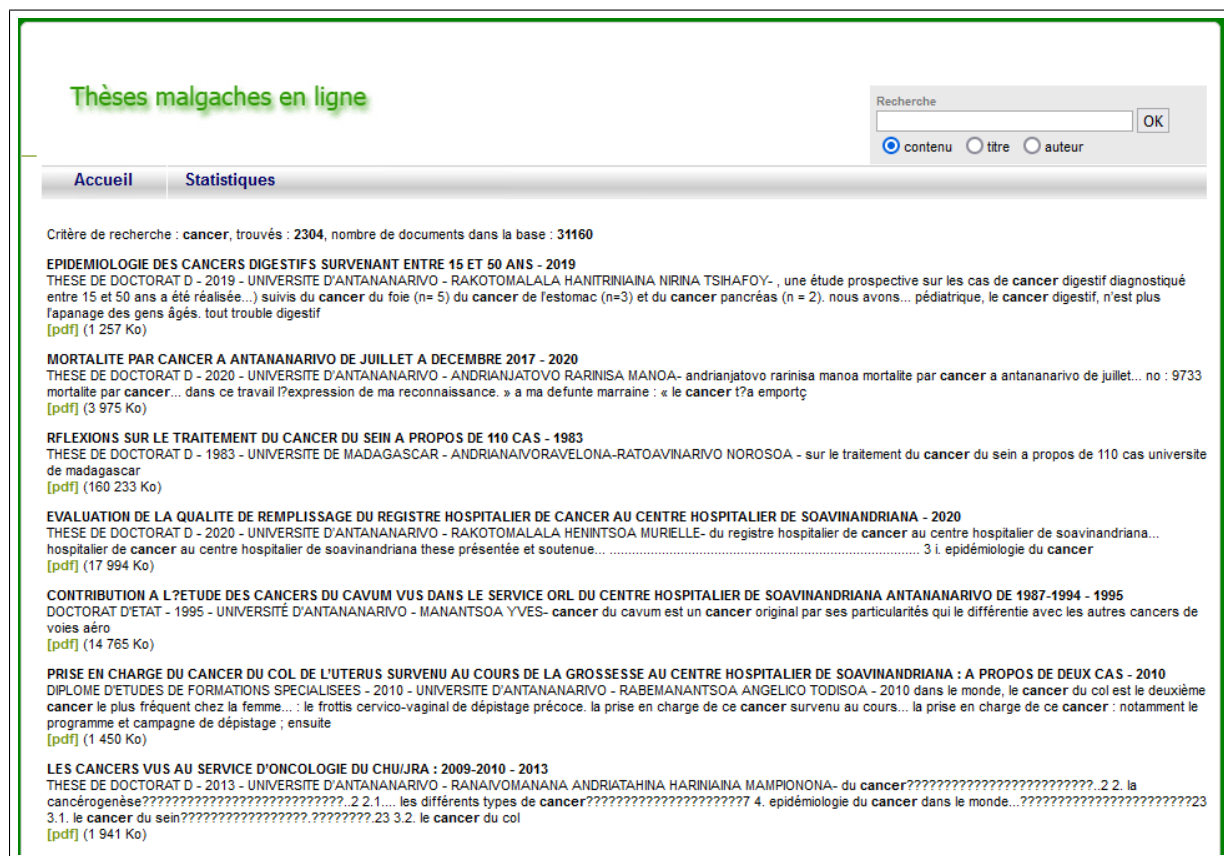 Thèses malgaches en ligne
Recherche
OK
contenu titre auteur
Accueil Statistiques
Critère de recherche : cancer, trouvés : 2304, nombre de documents dans la base : 31160
EPIDEMIOLOGIE DES CANCERS DIGESTIFS SURVENANT ENTRE 15 ET 50 ANS - 2019
THESE DE DOCTORAT D - 2019 - UNIVERSITE D'ANTANANARIVO - RAKOTOMALALA HANITRINIAINA NIRINA TSIHAFOY- , une étude prospective sur les cas de cancer digestif diagnostiqué
entre 15 et 50 ans a été réalisée...) suivis du cancer du foie (n= 5) du cancer de l'estomac (n=3) et du cancer pancréas (n = 2). nous avons... pédiatrique, le cancer digestif, n'est plus
l'apanage des gens âgés. tout trouble digestif
[pdf] (1 257 Ko)
MORTALITE PAR CANCER A ANTANANARIVO DE JUILLET A DECEMBRE 2017 - 2020
THESE DE DOCTORAT D - 2020 - UNIVERSITE D'ANTANANARIVO - ANDRIANJATOVO RARINISA MANOA- andrianjatovo rarinisa manoa mortalite par cancer a antananarivo de juillet... no : 9733
mortalite par cancer... dans ce travail l?expression de ma reconnaissance. » a ma defunte marraine : « le cancer t?a emportç
[pdf] (3 975 Ko)
RFLEXIONS SUR LE TRAITEMENT DU CANCER DU SEIN A PROPOS DE 110 CAS - 1983
THESE DE DOCTORAT D - 1983 - UNIVERSITE DE MADAGASCAR - ANDRIANAIVORAVELONA-RATOAVINARIVO NOROSOA - sur le traitement du cancer du sein a propos de 110 cas universite
de madagascar
[pdf] (160 233 Ko)
EVALUATION DE LA QUALITE DE REMPLISSAGE DU REGISTRE HOSPITALIER DE CANCER AU CENTRE HOSPITALIER DE SOAVINANDRIANA - 2020
THESE DE DOCTORAT D - 2020 - UNIVERSITE D'ANTANANARIVO - RAKOTOMALALA HENINTSOA MURIELLE- du registre hospitalier de cancer au centre hospitalier de soavinandriana...
hospitalier de cancer au centre hospitalier de soavinandriana these présentée et soutenue... .............................................................................. 3 i. epidémiologie du cancer
[pdf] (17 994 Ko)
CONTRIBUTION A L?ETUDE DES CANCERS DU CAVUM VUS DANS LE SERVICE ORL DU CENTRE HOSPITALIER DE SOAVINANDRIANA ANTANANARIVO DE 1987-1994 - 1995
DOCTORAT D'ETAT - 1995 - UNIVERSITÉ D'ANTANANARIVO - MANANTSOA YVES- cancer du cavum est un cancer original par ses particularités qui le différentie avec les autres cancers de
voies aéro
[pdf] (14 765 Ko)
PRISE EN CHARGE DU CANCER DU COL DE L'UTERUS SURVENU AU COURS DE LA GROSSESSE AU CENTRE HOSPITALIER DE SOAVINANDRIANA : A PROPOS DE DEUX CAS - 2010
DIPLOME D'ETUDES DE FORMATIONS SPECIALISEES - 2010 - UNIVERSITE D'ANTANANARIVO - RABEMANANTSOA ANGELICO TODISOA - 2010 dans le monde, le cancer du col est le deuxième
cancer le plus fréquent chez la femme... : le frottis cervico-vaginal de dépistage précoce. la prise en charge de ce cancer survenu au cours... la prise en charge de ce cancer : notamment le
programme et campagne de dépistage ; ensuite
[pdf] (1 450 Ko)
LES CANCERS VUS AU SERVICE D'ONCOLOGIE DU CHU/JRA : 2009-2010 - 2013
THESE DE DOCTORAT D - 2013 - UNIVERSITE D'ANTANANARIVO - RANAIVOMANANA ANDRIATAHINA HARINIAINA MAMPIONONA- du cancer?????????????????????????..2 2. la
cancérogenèse???????????????????????????..2 2.1.... les différents types de cancer?????????????????????7 4. epidémiologie du cancer dans le monde...???????????????????????23
3.1. le cancer du sein?????????????????.????????.23 3.2. le cancer du col
[pdf] (1 941 Ko)